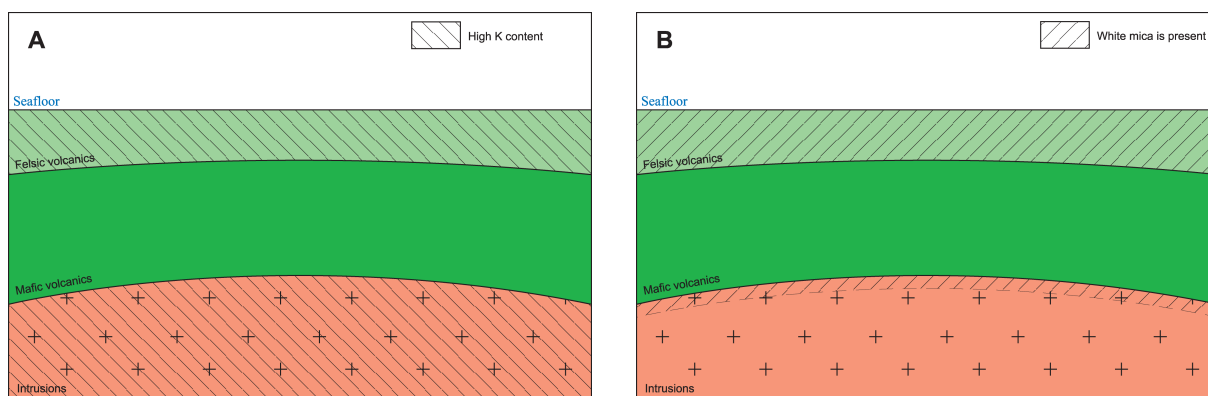 A
High K content
Seafloor
Felsic volcanics
Mafic volcanics
Intrusions
B
White mica is present
Seafloor
Felsic volcanics
Mafic volcanics
Intrusions